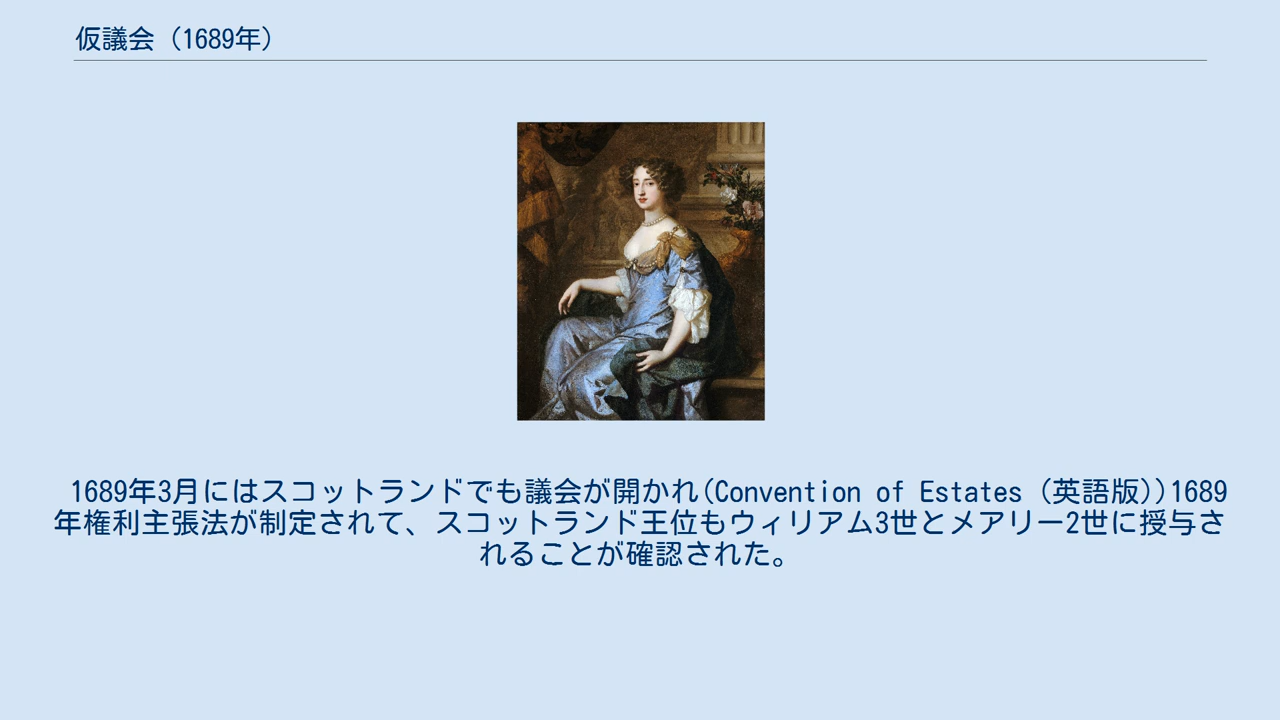 仮議会（1689年）
1689年3月にはスコットランドでも議会が開かれ(Convention of Estates (英語版))1689
年権利主張法が制定されて、スコットランド王位もウィリアム3世とメアリー2世に授与さ
れることが確認された。